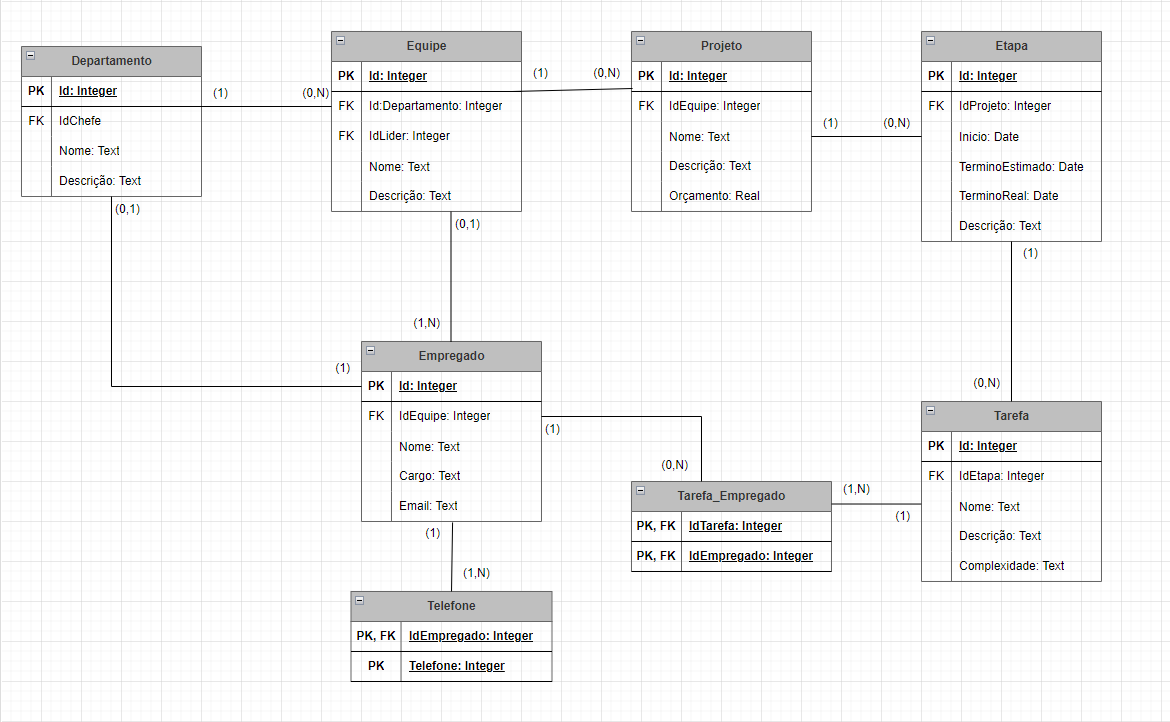 Departamento
PK Id: Integer
FK IdChefe
Nome: Text
Descrição: Text
(1)
(0,N)
(0,1)
Equipe
PK Id: Integer
FK Id:Departamento: Integer
FK IdLider: Integer
Nome: Text
Descrição: Text
(1)
(0,N)
(0,1)
Projeto
PK Id: Integer
FK IdEquipe: Integer
Nome: Text
Descrição: Text
Orçamento: Real
(1)
(0,N)
Etapa
PK Id: Integer
FK IdProjeto: Integer
Inicio: Date
TerminoEstimado: Date
TerminoReal: Date
Descrição: Text
(1)
(1,N)
(1)
Empregado
PK Id: Integer
FK IdEquipe: Integer
Nome: Text
Cargo: Text
Email: Text
(1)
(1)
(0,N)
Tarefa_Empregado
PK, FK IdTarefa: Integer
PK, FK IdEmpregado: Integer
(1,N)
(1)
(0,N)
Tarefa
PK Id: Integer
FK IdEtapa: Integer
Nome: Text
Descrição: Text
Complexidade: Text
(1,N)
Telefone
PK, FK IdEmpregado: Integer
PK Telefone: Integer